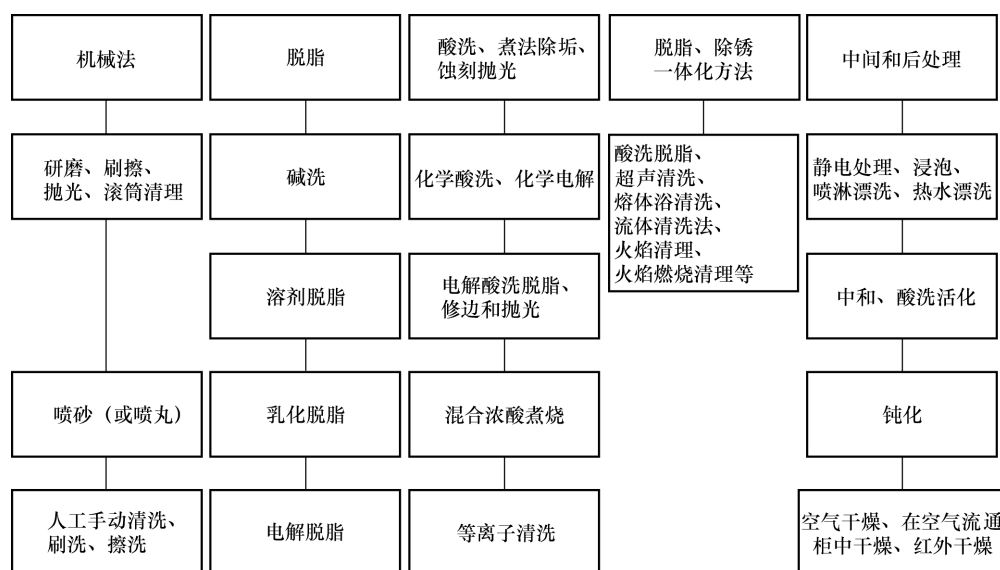 机械法
脱脂
酸洗、煮法除垢、
蚀刻抛光
脱脂、除锈
一体化方法
中间和后处理
研磨、刷擦、
抛光、滚筒清理
碱洗
化学酸洗、化学电解
酸洗脱脂、
超声清洗、
熔体浴清洗、
流体清洗法、
火焰清理、
火焰燃烧清理等
静电处理、浸泡、
喷淋漂洗、热水漂洗
溶剂脱脂
电解酸洗脱脂、
修边和抛光
中和、酸洗活化
喷砂（或喷丸）
乳化脱脂
混合浓酸煮烧
钝化
人工手动清洗、
刷洗、擦洗
电解脱脂
等离子清洗
空气干燥、在空气流通
柜中干燥、红外干燥